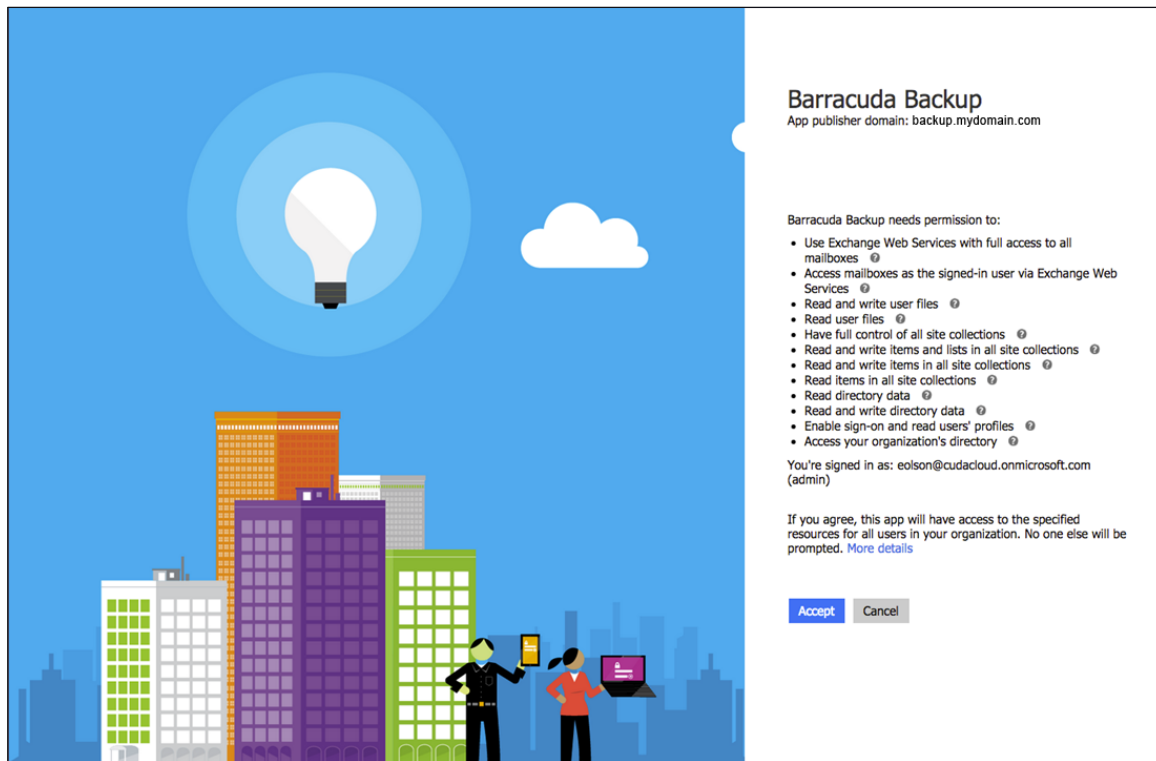 Barracuda Backup
App publisher domain: backup.mydomain.com
Barracuda Backup needs permission to:
• Use Exchange Web Services with full access to all
mailboxes
• Access mailboxes as the signed-in user via Exchange Web
Services
• Read and write user files
• Read user files
• Have full control of all site collections
• Read and write items and lists in all site collections
• Read and write items in all site collections
• Read items in all site collections
• Read directory data
• Read and write directory data
• Enable sign-on and read users' profiles
• Access your organization's directory
You're signed in as: eolson@cudacloud.onmicrosoft.com
(admin)
If you agree, this app will have access to the specified
resources for all users in your organization. No one else will be
prompted. More details
Accept Cancel